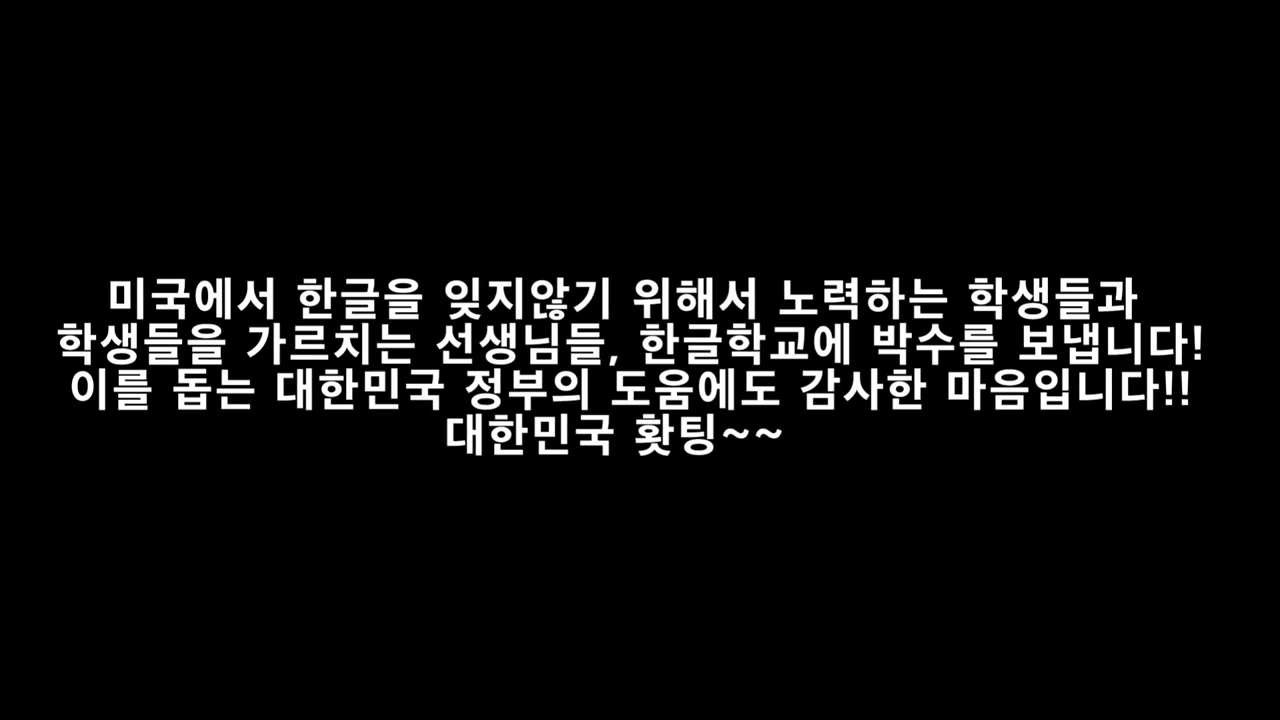 미국에서 한글을 잊지않기 위해서 노력하는 학생들과
학생들을 가르치는 선생님들, 한글학교에 박수를 보냅니다!
이를 돕는 대한민국 정부의 도움에도 감사한 마음입니다!!
대한민국 홧팅~~